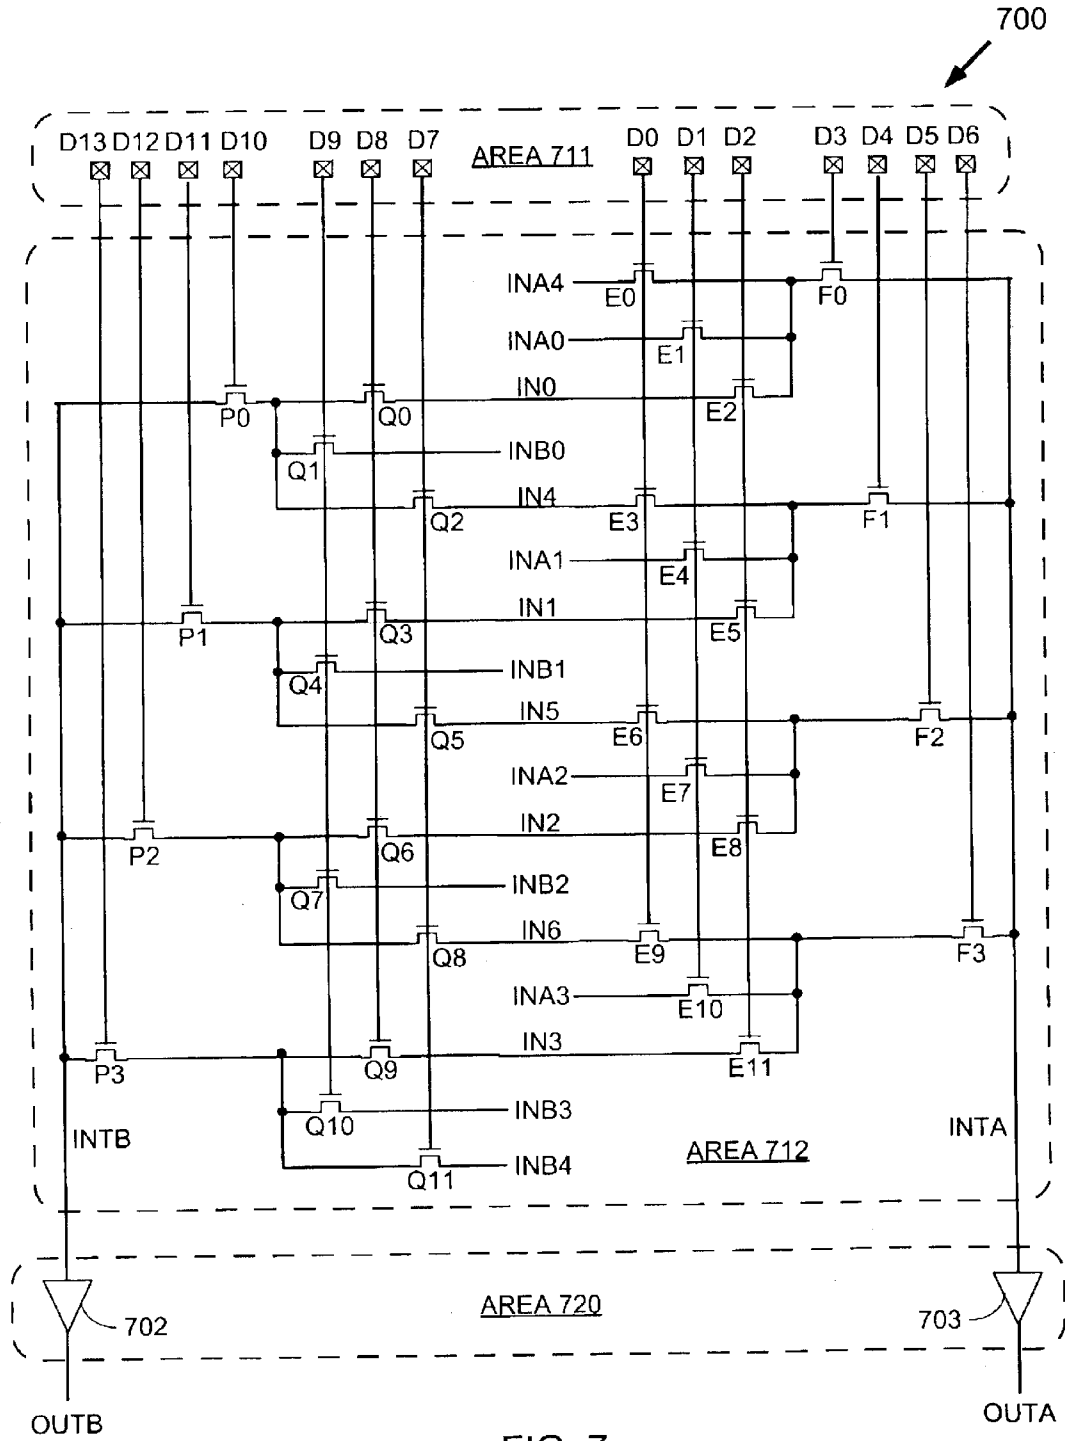 700
D13 D12 D11 D10 D9 D8 D7 AREA 711 D0 D1 D2 D3 D4 D5 D6
INA4 E0 F0
INA0 E1
P0 Q0 IN0 E2
Q1 INB0
Q2 IN4 E3 F1
INA1 E4
P1 Q3 IN1 E5
Q4 INB1
Q5 IN5 E6 F2
INA2 E7
P2 Q6 IN2 E8
Q7 INB2
Q8 IN6 E9 F3
INA3 E10
P3 Q9 IN3 E11
Q10 INB3
INTB INTA
Q11 INB4 AREA 712
702 AREA 720 703
OUTB OUTA